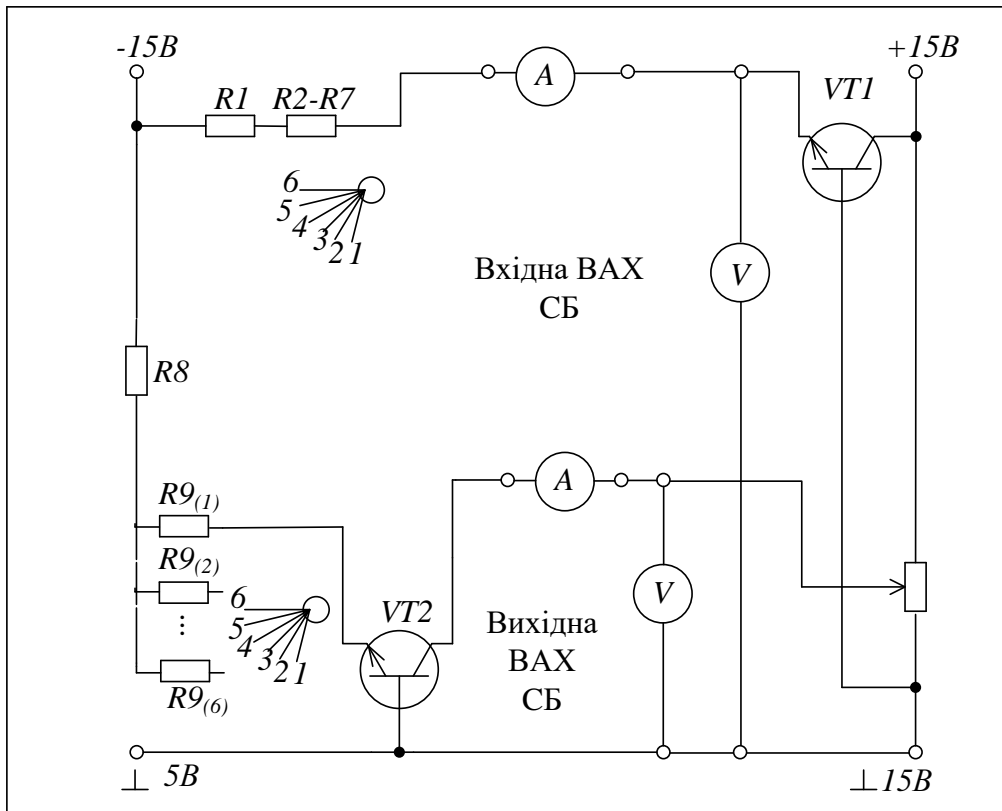 -15В
+15В
R1
R2-R7
A
VT1
6
5
4
3
2
1
Вхідна ВАХ
СБ
V
R8
A
R9(1)
R9(2)
⋮
R9(6)
6
5
4
3
2
1
VT2
V
Вихідна
ВАХ
СБ
⊥ 5В
⊥ 15В